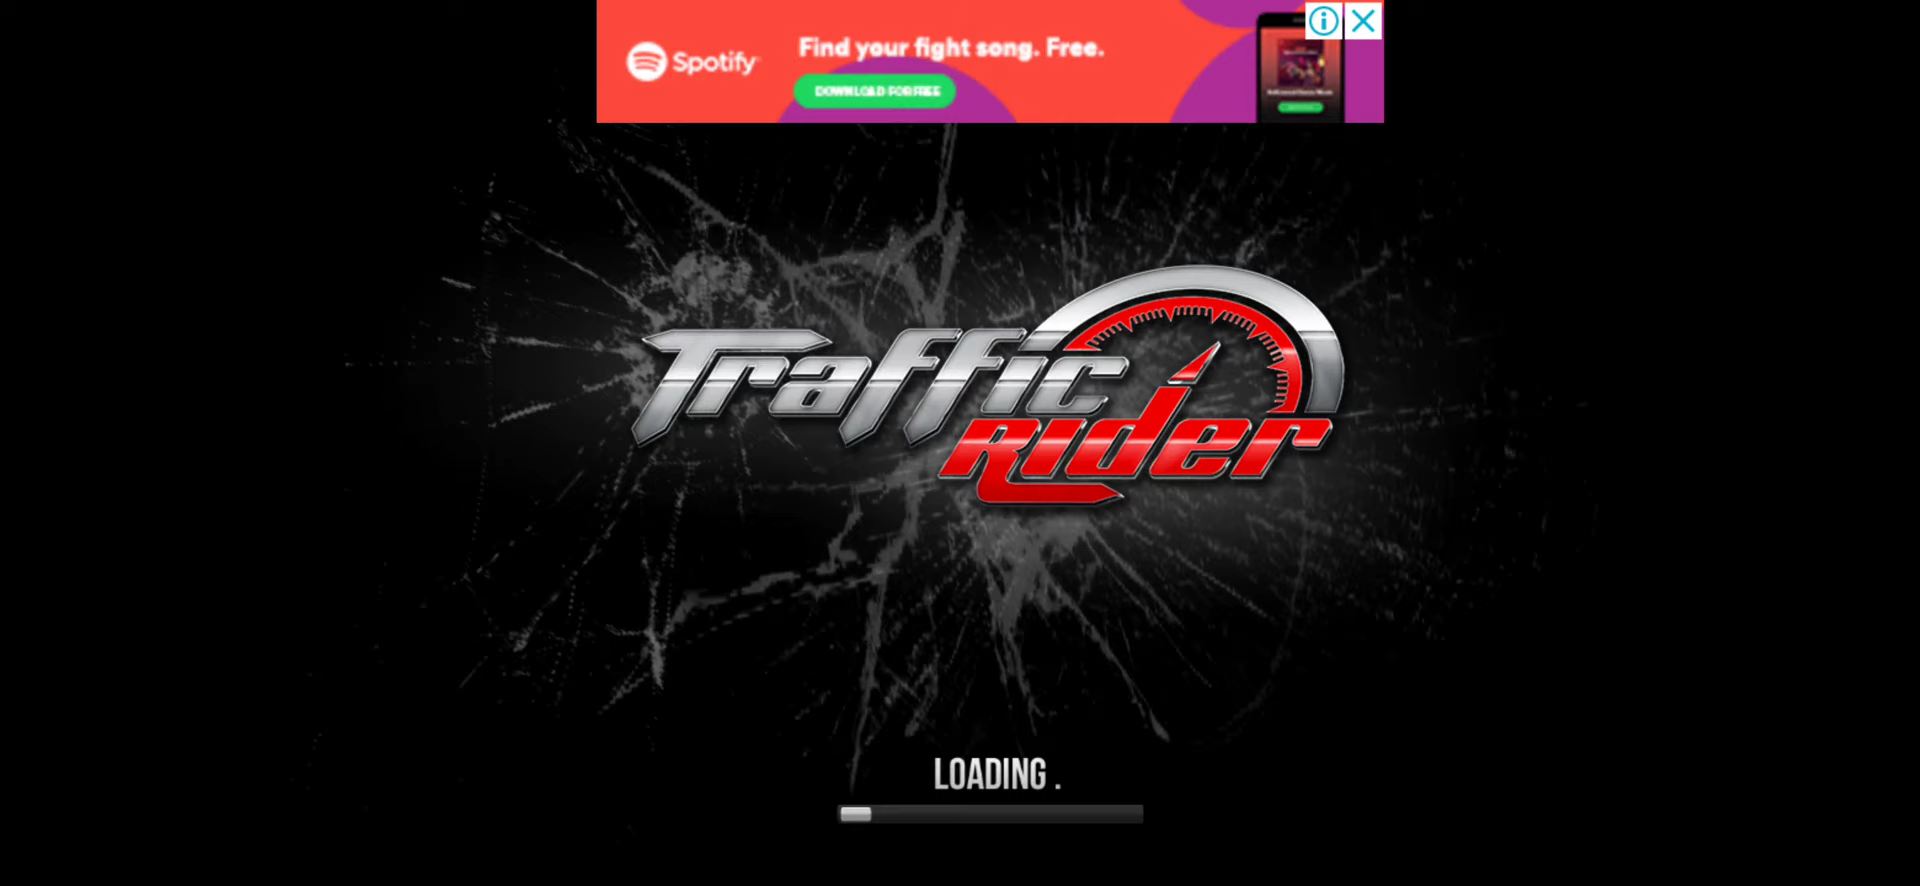 Spotify
Find your fight song. Free.
DOWNLOAD FOR FREE
Traffic
Rider
LOADING .